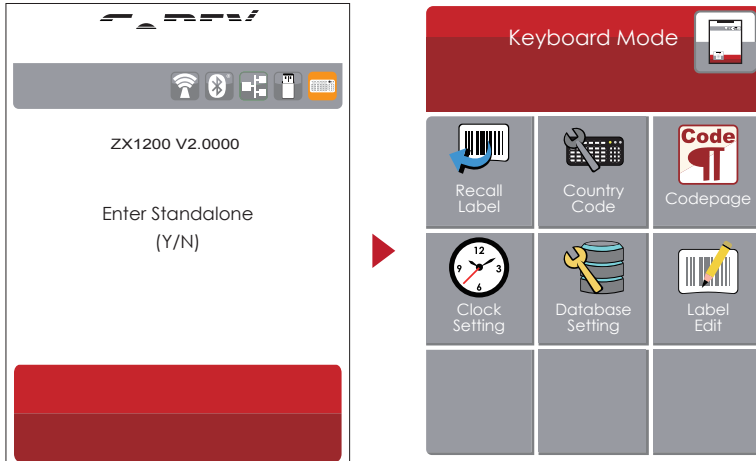 ZX1200 V2.0000
Enter Standalone
(Y/N)
Keyboard Mode
Recall
Label
Country
Code
Code
Codepage
12
9 3
6
Clock
Setting
Database
Setting
Label
Edit